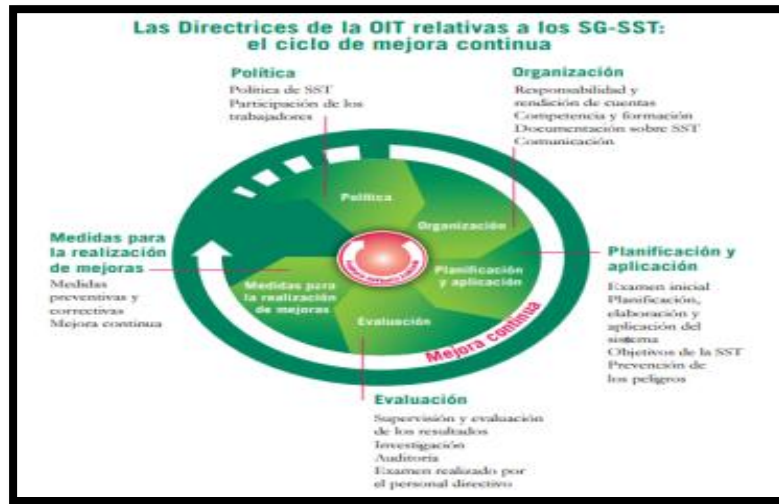 Las Directrices de la OIT relativas a los SG-SST:
el ciclo de mejora continua
Política
Política de SST
Participación de los
trabajadores
Organización
Responsabilidad y
rendición de cuentas
Competencia y formación
Documentación sobre SST
Comunicación
Planificación y
aplicación
Examen inicial
Planificación,
elaboración y
aplicación del
sistema
Objetivos de la SST
Prevención de
los peligros
Evaluación
Supervisión y evaluación
de los resultados
Investigación
Auditoría
Examen realizado por
el personal directivo
Medidas para
la realización
de mejoras
Medidas
preventivas y
correctivas
Mejora continua
Política
Organización
Planificación
y aplicación
Evaluación
Medidas para
la realización
de mejoras
Mejora continua